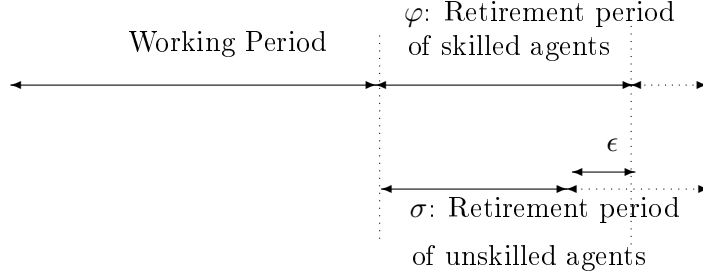 φ: Retirement period
Working Period
of skilled agents
ϵ
σ: Retirement period
of unskilled agents